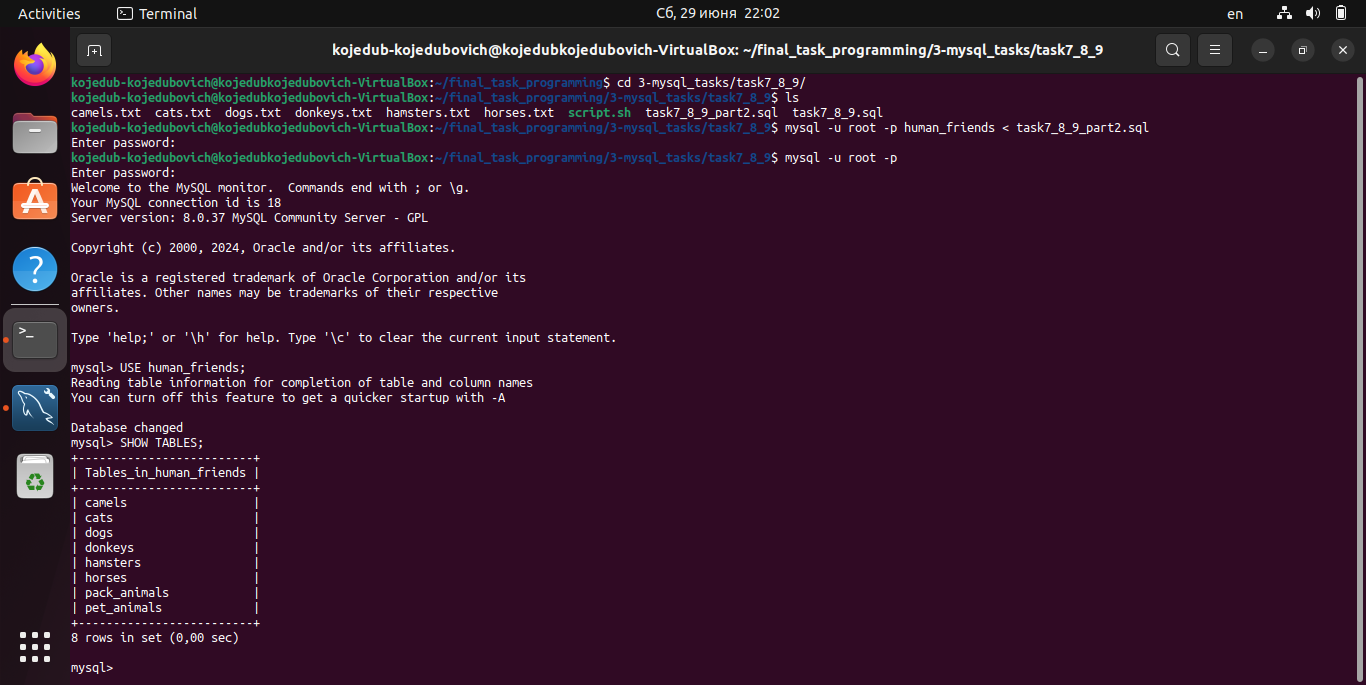 Activities Terminal Сб, 29 июня 22:02 en
kojedub-kojedubovich@kojedubkojedubovich-VirtualBox: ~/final_task_programming/3-mysql_tasks/task7_8_9
kojedub-kojedubovich@kojedubkojedubovich-VirtualBox:~/final_task_programming$ cd 3-mysql_tasks/task7_8_9/
kojedub-kojedubovich@kojedubkojedubovich-VirtualBox:~/final_task_programming/3-mysql_tasks/task7_8_9$ ls
camels.txt  cats.txt  dogs.txt  donkeys.txt  hamsters.txt  horses.txt  script.sh  task7_8_9_part2.sql  task7_8_9.sql
kojedub-kojedubovich@kojedubkojedubovich-VirtualBox:~/final_task_programming/3-mysql_tasks/task7_8_9$ mysql -u root -p human_friends < task7_8_9_part2.sql
Enter password:
kojedub-kojedubovich@kojedubkojedubovich-VirtualBox:~/final_task_programming/3-mysql_tasks/task7_8_9$ mysql -u root -p
Enter password:
Welcome to the MySQL monitor.  Commands end with ; or \g.
Your MySQL connection id is 18
Server version: 8.0.37 MySQL Community Server - GPL
Copyright (c) 2000, 2024, Oracle and/or its affiliates.
Oracle is a registered trademark of Oracle Corporation and/or its
affiliates. Other names may be trademarks of their respective
owners.
Type 'help;' or '\h' for help. Type '\c' to clear the current input statement.
mysql> USE human_friends;
Reading table information for completion of table and column names
You can turn off this feature to get a quicker startup with -A
Database changed
mysql> SHOW TABLES;
+-------------------------+
| Tables_in_human_friends |
+-------------------------+
| camels                  |
| cats                    |
| dogs                    |
| donkeys                 |
| hamsters                |
| horses                  |
| pack_animals            |
| pet_animals             |
+-------------------------+
8 rows in set (0,00 sec)
mysql>